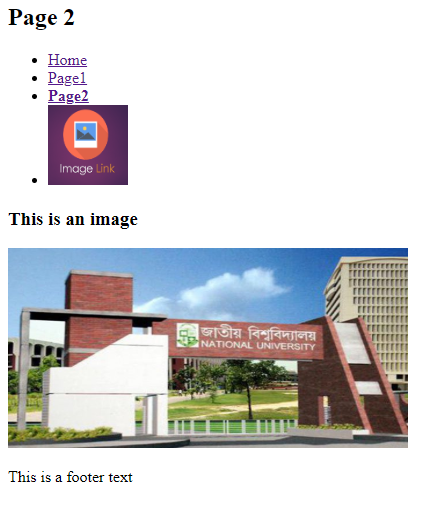 Page 2
Home
Page1
Page2
Image Link
This is an image
জাতীয় বিশ্ববিদ্যালয়
NATIONAL UNIVERSITY
This is a footer text